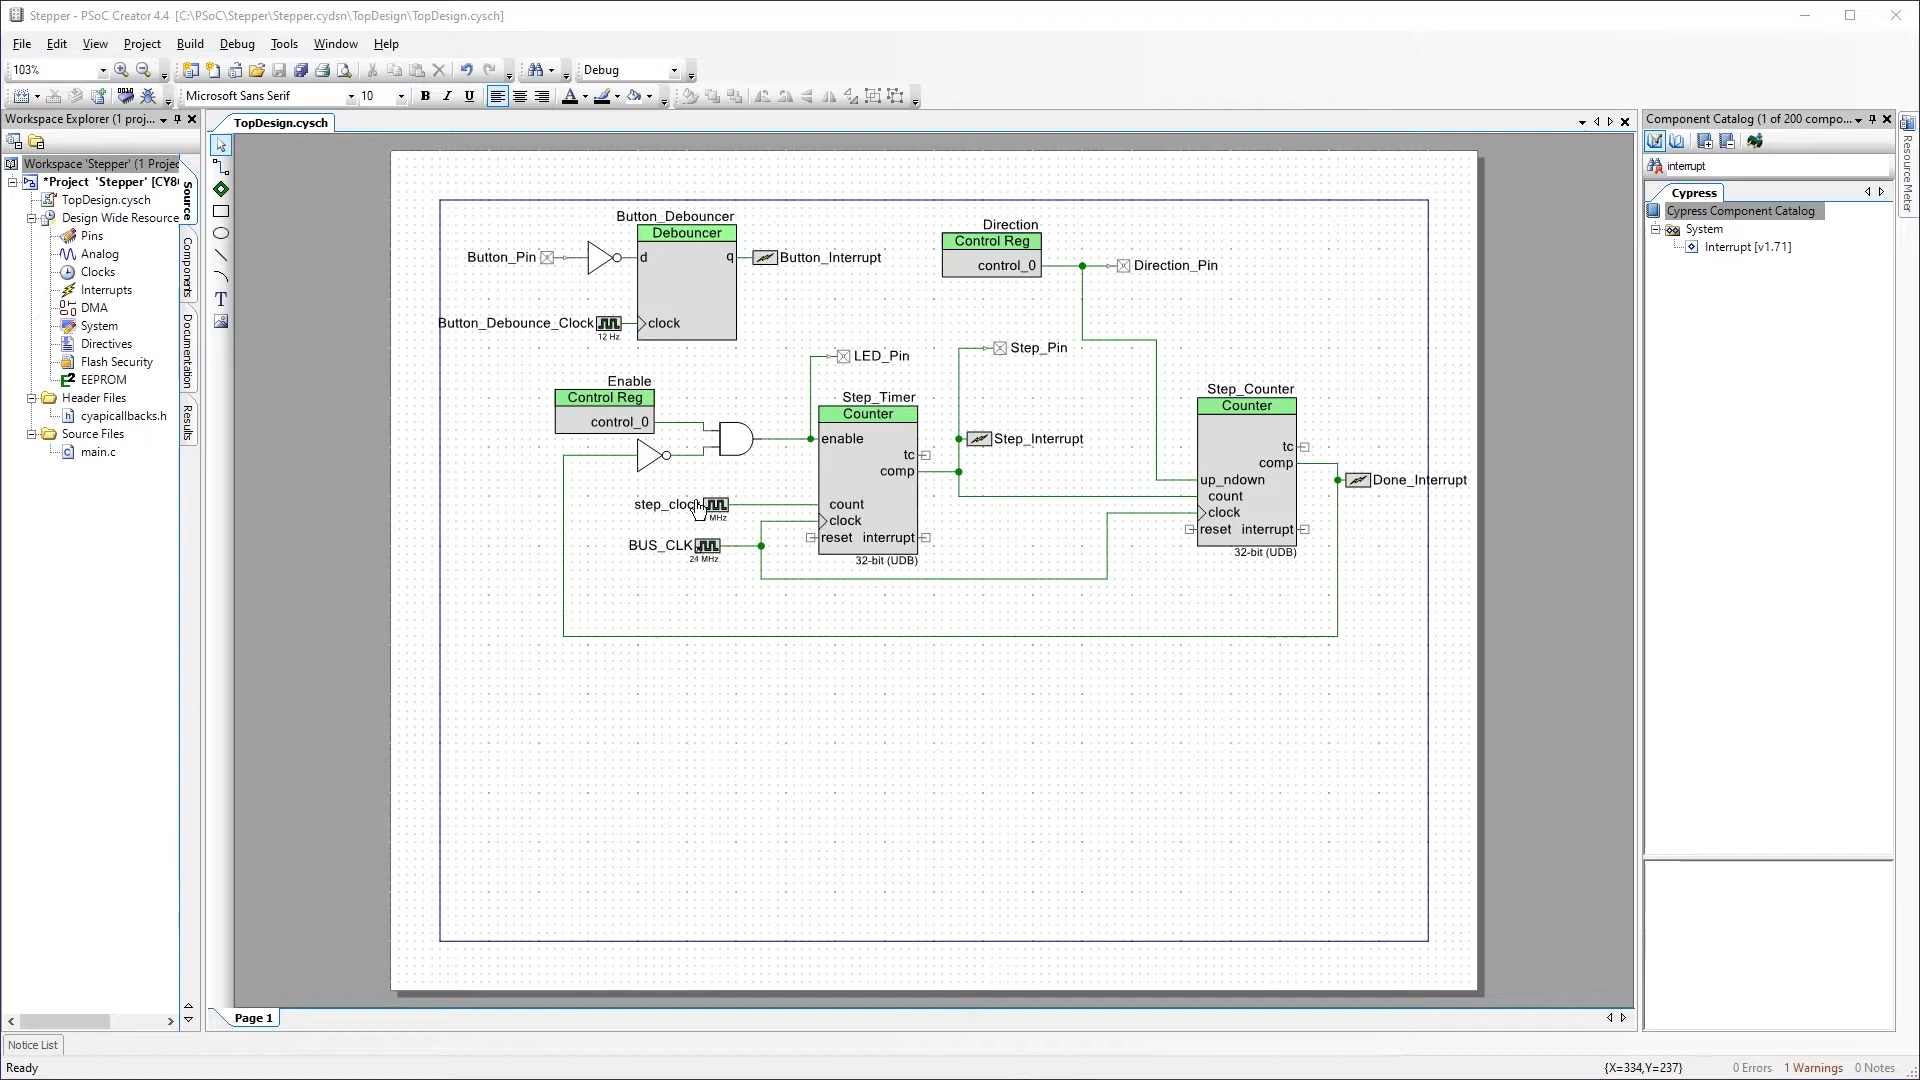 Stepper - PSoC Creator 4.4 [C:\PSoC\Stepper\Stepper.cydsn\TopDesign\TopDesign.cysch]
File Edit View Project Build Debug Tools Window Help
103%
Debug
Microsoft Sans Serif 10 B I U
Workspace Explorer (1 proj...
Workspace 'Stepper' (1 Projec
*Project 'Stepper' [CY8
TopDesign.cysch
Design Wide Resource
Pins
Analog
Clocks
Interrupts
DMA
System
Directives
Flash Security
EEPROM
Header Files
cyapicallbacks.h
Source Files
main.c
Source
Components
Documentation
Results
TopDesign.cysch
Button_Debouncer
Debouncer
Button_Pin
d
q
Button_Interrupt
Button_Debounce_Clock
12 Hz
clock
Direction
Control Reg
control_0
Direction_Pin
LED_Pin
Step_Pin
Enable
Control Reg
control_0
Step_Timer
Counter
enable
tc
comp
count
clock
reset interrupt
32-bit (UDB)
Step_Interrupt
MHz
BUS_CLK
24 MHz
Step_Counter
Counter
tc
comp
up_ndown
count
clock
reset interrupt
32-bit (UDB)
Done_Interrupt
Page 1
Component Catalog (1 of 200 compo...
interrupt
Cypress
Cypress Component Catalog
System
Interrupt [v1.71]
Resource Meter
Notice List
Ready
{X=334,Y=237}
0 Errors 1 Warnings 0 Notes